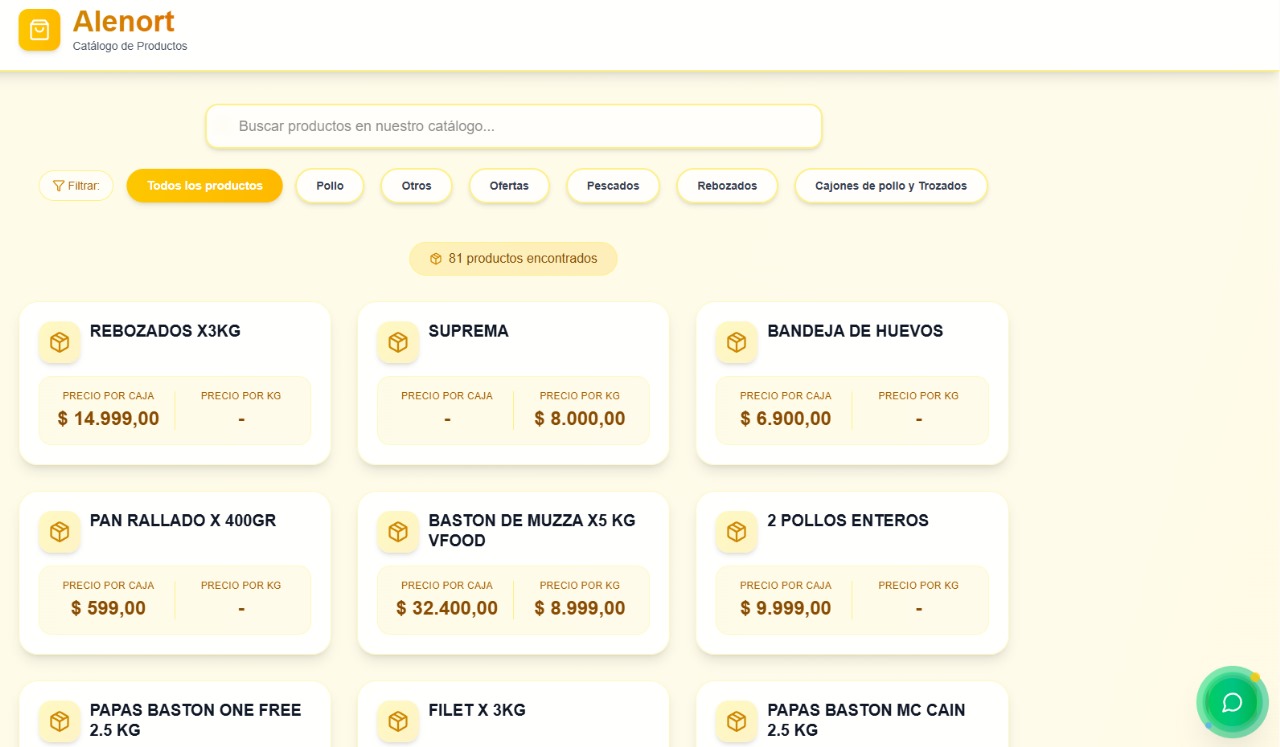 Alenort
Catálogo de Productos
Buscar productos en nuestro catálogo...
Filtrar:
Todos los productos
Pollo
Otros
Ofertas
Pescados
Rebozados
Cajones de pollo y Trozados
81 productos encontrados
REBOZADOS X3KG
PRECIO POR CAJA
$ 14.999,00
PRECIO POR KG
-
SUPREMA
PRECIO POR CAJA
-
PRECIO POR KG
$ 8.000,00
BANDEJA DE HUEVOS
PRECIO POR CAJA
$ 6.900,00
PRECIO POR KG
-
PAN RALLADO X 400GR
PRECIO POR CAJA
$ 599,00
PRECIO POR KG
-
BASTON DE MUZZA X5 KG
VFOOD
PRECIO POR CAJA
$ 32.400,00
PRECIO POR KG
$ 8.999,00
2 POLLOS ENTEROS
PRECIO POR CAJA
$ 9.999,00
PRECIO POR KG
-
PAPAS BASTON ONE FREE
2.5 KG
FILET X 3KG
PAPAS BASTON MC CAIN
2.5 KG